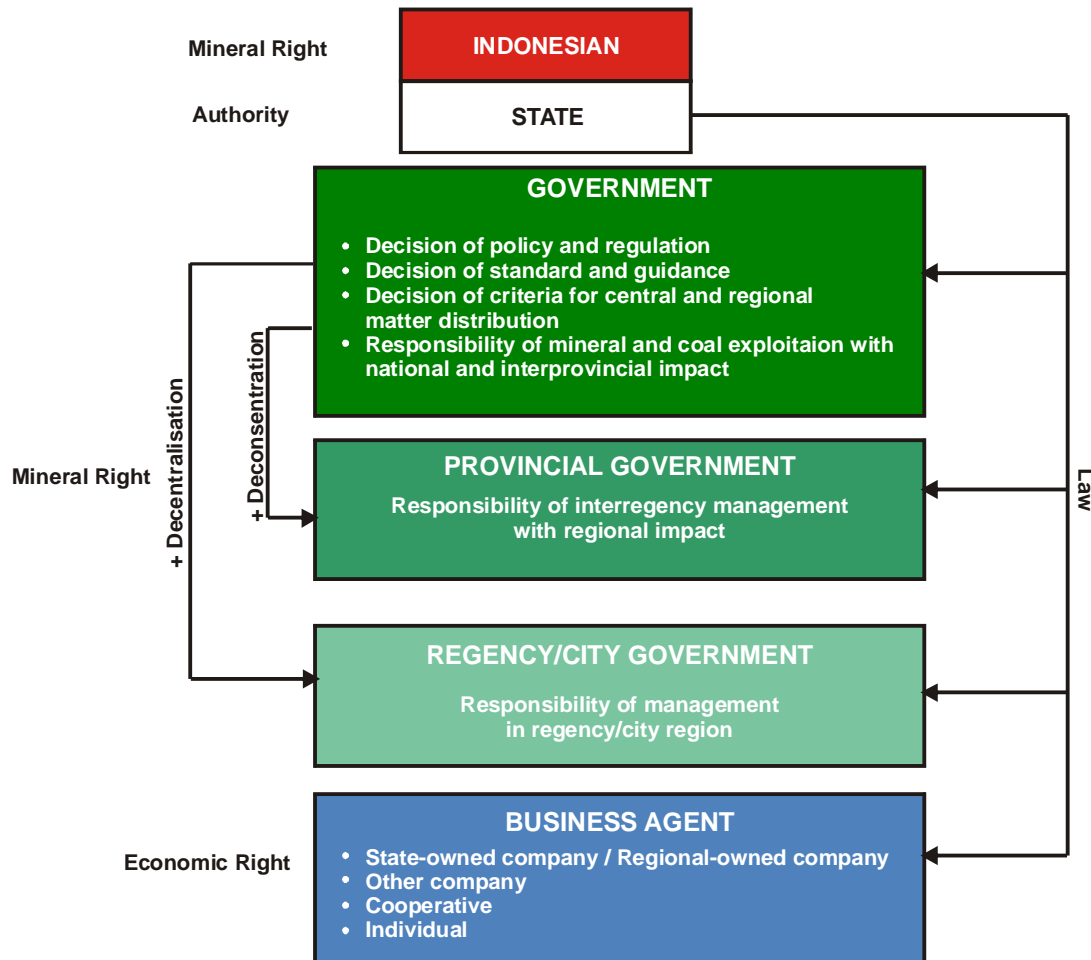 Mineral Right
INDONESIAN
Authority
STATE
GOVERNMENT
• Decision of policy and regulation
• Decision of standard and guidance
• Decision of criteria for central and regional
matter distribution
• Responsibility of mineral and coal exploitaion with
national and interprovincial impact
+ Decentralisation
+ Deconsentration
Mineral Right
PROVINCIAL GOVERNMENT
Responsibility of interregency management
with regional impact
Law
REGENCY/CITY GOVERNMENT
Responsibility of management
in regency/city region
Economic Right
BUSINESS AGENT
• State-owned company / Regional-owned company
• Other company
• Cooperative
• Individual